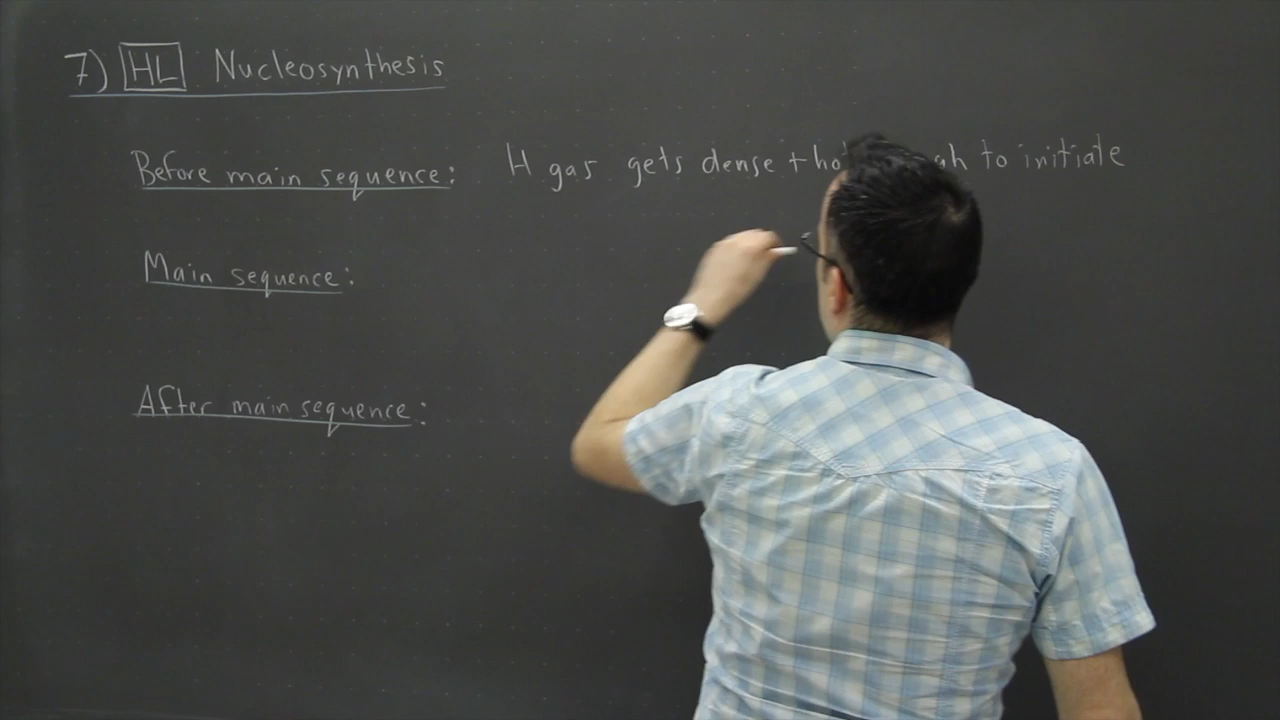 7) HL Nucleosynthesis
Before main sequence: H gas gets dense + to initiate
Main sequence:
After main sequence: